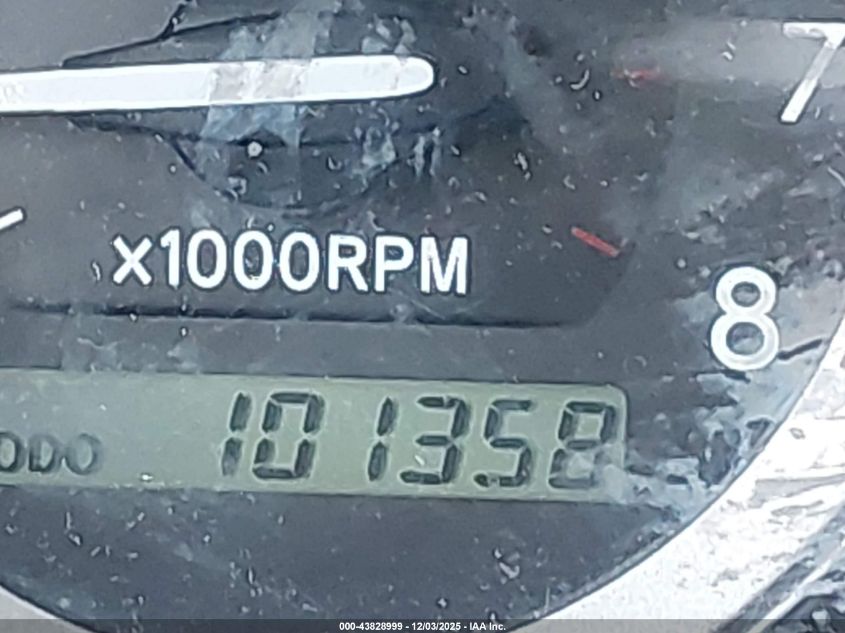 7
x1000RPM
8
ODO 101358
000-43828999 - 12/03/2025 - IAA Inc.